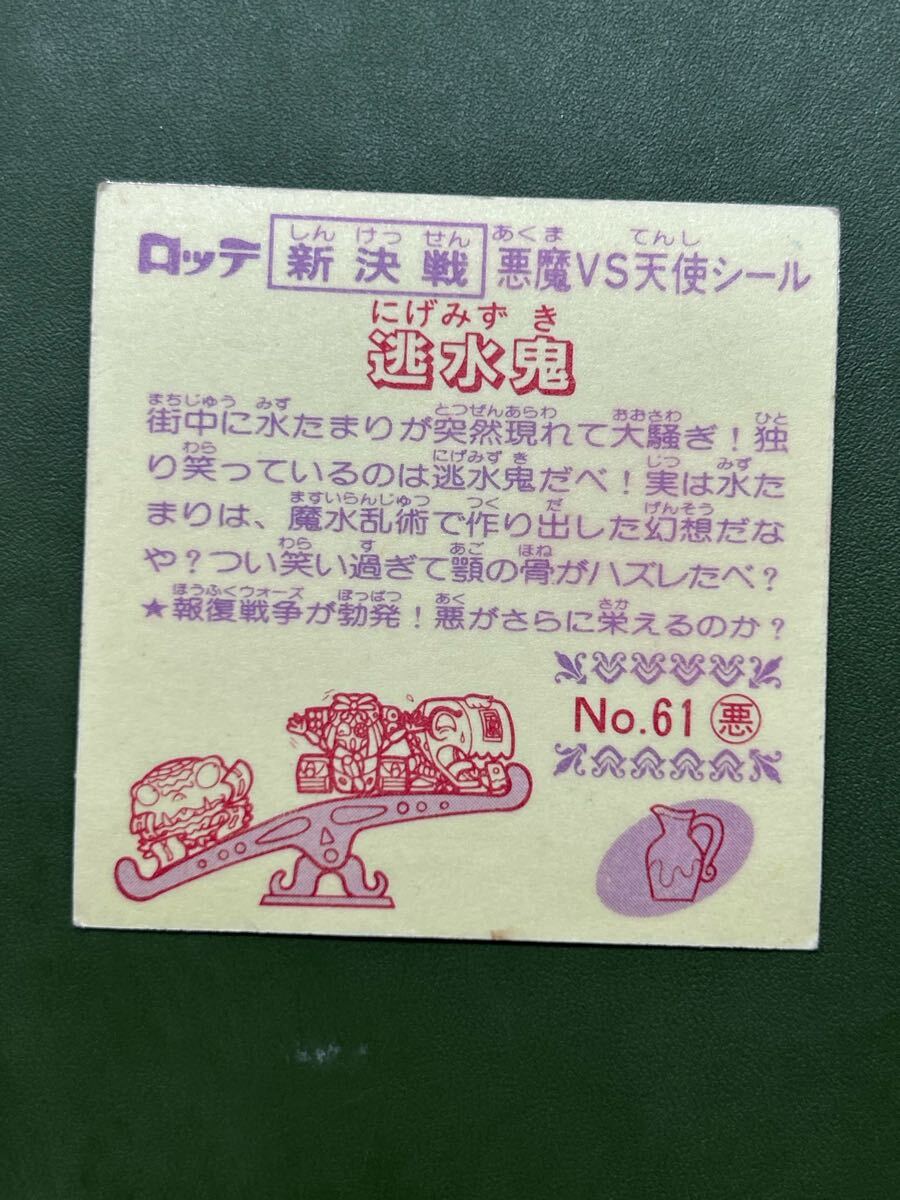 ロッテ 新決戦 悪魔VS天使シール
しん けっ せん あくま てんし
にげみず き
逃水鬼
まちじゅう みず とつぜんあらわ おおさわ ひと
街中に水たまりが突然現れて大騒ぎ！独
わら にげみず き じつ みず
り笑っているのは逃水鬼だべ！実は水た
ますいらんじゅつ つく だ げんそう
まりは、魔水乱術で作り出した幻想だな
わら す あご ほね
や？つい笑い過ぎて顎の骨がハズレたべ？
ほうふくウォーズ ぼっぱつ あく さか
★報復戦争が勃発！悪がさらに栄えるのか？
No.61 悪